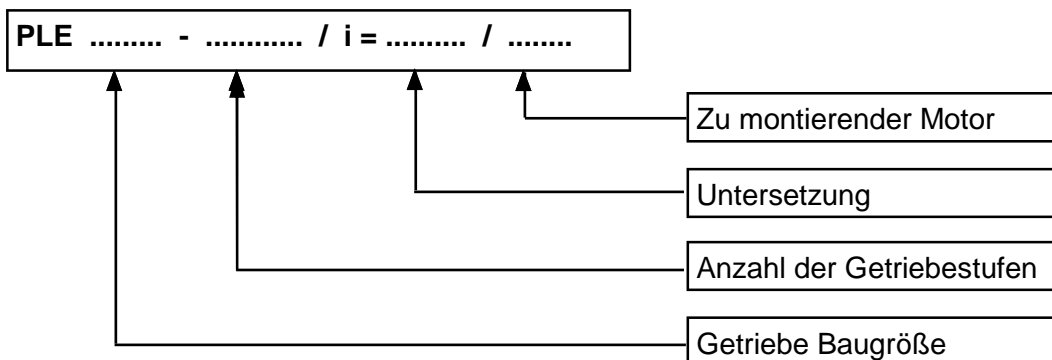 PLE ......... - ............ / i = .......... / ........
Zu montierender Motor
Untersetzung
Anzahl der Getriebestufen
Getriebe Baugröße